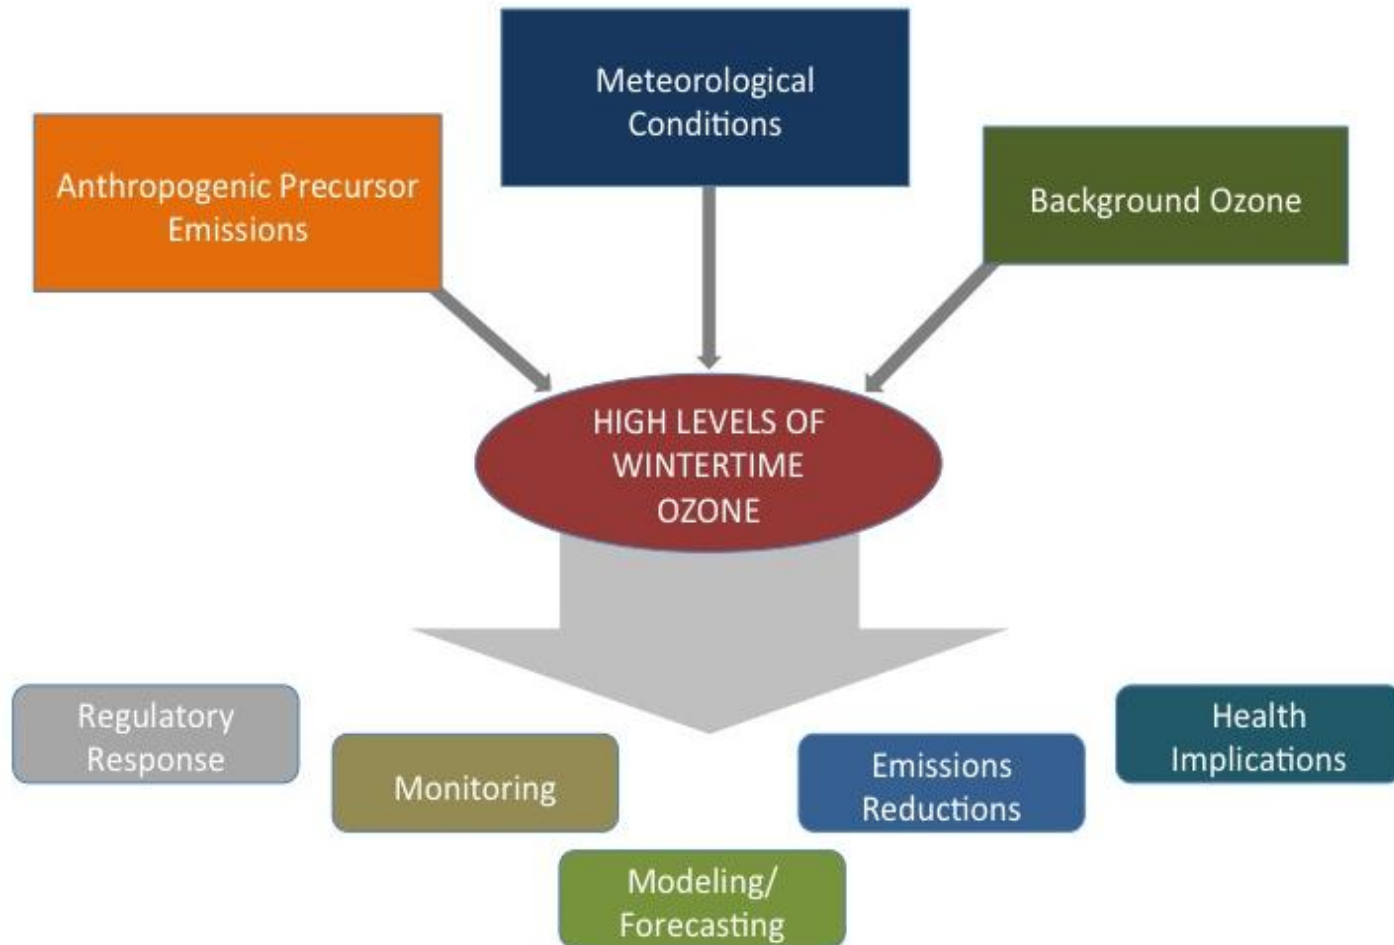 Meteorological
Conditions
Anthropogenic Precursor
Emissions
Background Ozone
HIGH LEVELS OF
WINTERTIME
OZONE
Regulatory
Response
Monitoring
Modeling/
Forecasting
Emissions
Reductions
Health
Implications